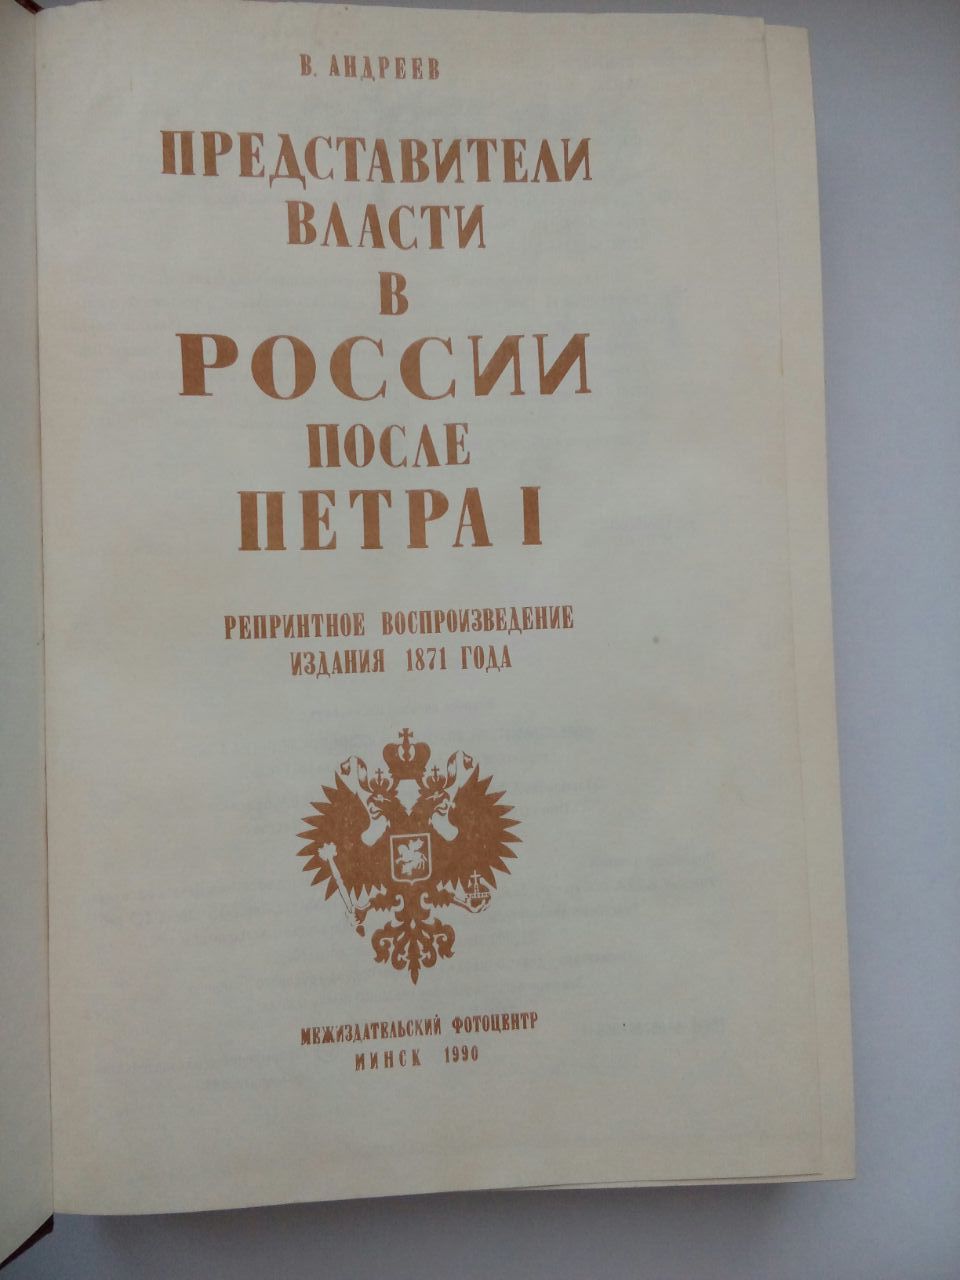 В. АНДРЕЕВ
ПРЕДСТАВИТЕЛИ
ВЛАСТИ
В
РОССИИ
ПОСЛЕ
ПЕТРА I
РЕПРИНТНОЕ ВОСПРОИЗВЕДЕНИЕ
ИЗДАНИЯ 1871 ГОДА
МЕЖИЗДАТЕЛЬСКИЙ ФОТОЦЕНТР
МИНСК 1990